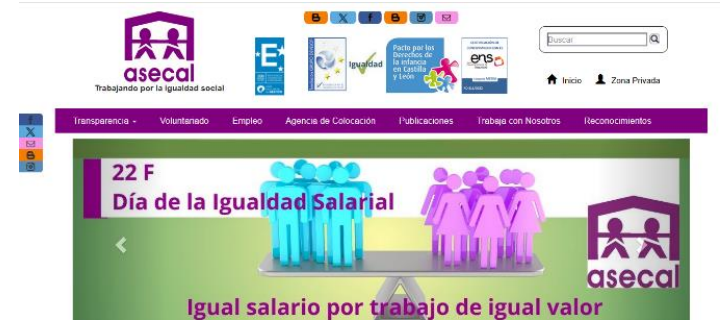 asecal
Trabajando por la igualdad social
E
Igualdad
Pacto por los
Derechos de
la infancia
en Castilla
y León
ens
Buscar
Inicio
Zona Privada
Transparencia
Voluntariado
Empleo
Agencia de Colocación
Publicaciones
Trabaja con Nosotros
Reconocimientos
22 F
Día de la Igualdad Salarial
asecal
Igual salario por trabajo de igual valor